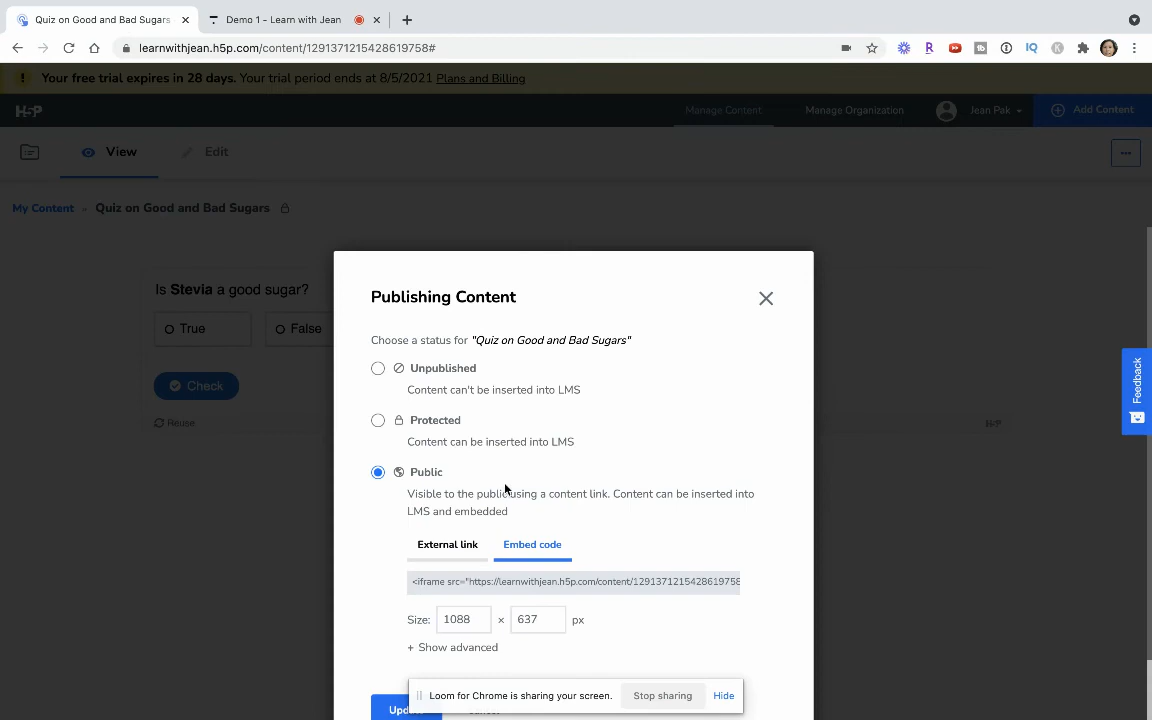 Quiz on Good and Bad Sugars
Demo 1 - Learn with Jean
learnwithjean.h5p.com/content/1291371215428619758#
Your free trial expires in 28 days. Your trial period ends at 8/5/2021 Plans and Billing
H5P
Manage Content
Manage Organization
Jean Pak
Add Content
View
Edit
My Content
Quiz on Good and Bad Sugars
Is Stevia a good sugar?
True
False
Check
Reuse
H5P
Feedback
Publishing Content
Choose a status for "Quiz on Good and Bad Sugars"
Unpublished
Content can't be inserted into LMS
Protected
Content can be inserted into LMS
Public
Visible to the public using a content link. Content can be inserted into
LMS and embedded
External link
Embed code
<iframe src="https://learnwithjean.h5p.com/content/1291371215428619758
Size: 1088 × 637 px
+ Show advanced
Loom for Chrome is sharing your screen.
Stop sharing
Hide